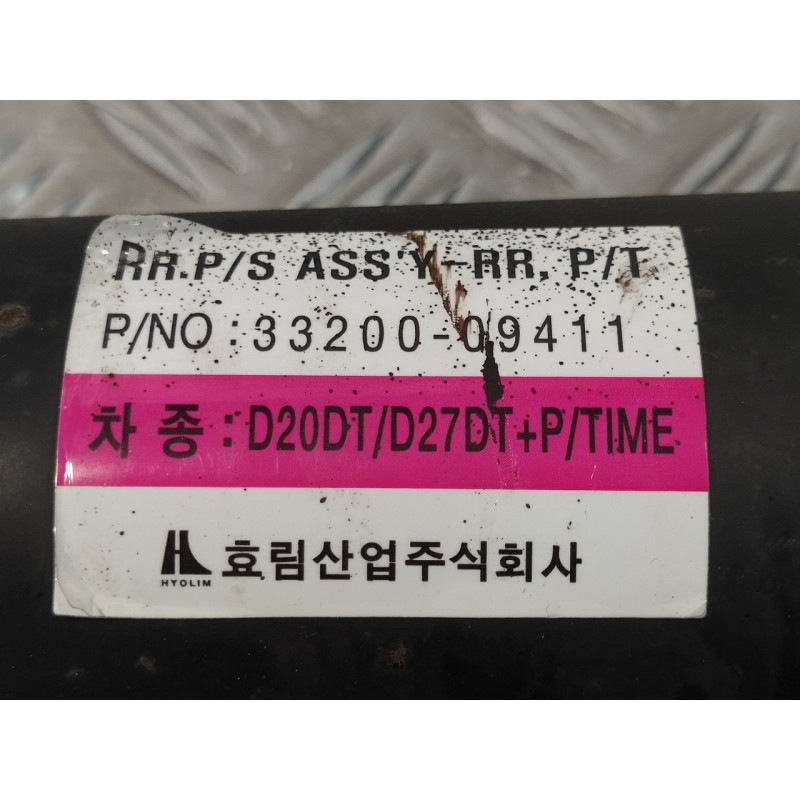 RR.P/S ASS'Y-RR. P/T
P/NO : 33200-09411
차 종 : D20DT/D27DT+P/TIME
HYOLIM 효림산업주식회사